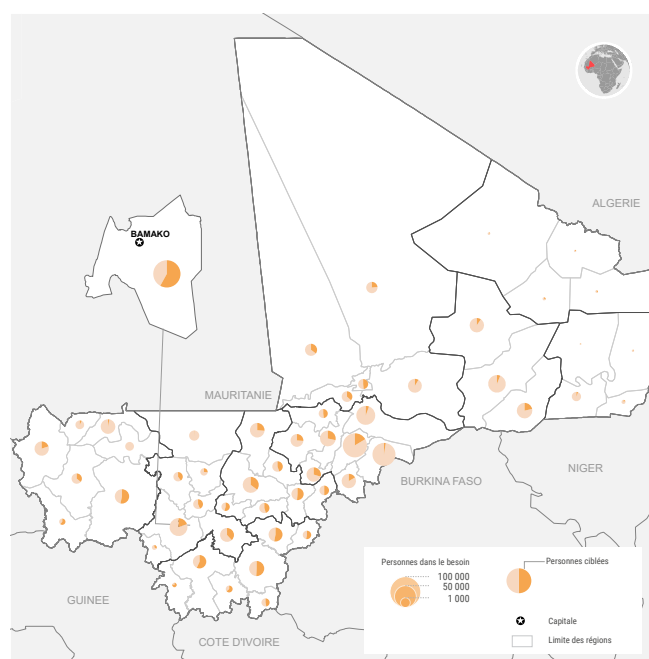 ALGERIE
BAMAKO
MAURITANIE
BURKINA FASO
NIGER
GUINEE
COTE D'IVOIRE
Personnes dans le besoin
100 000
50 000
1 000
Personnes ciblées
Capitale
Limite des régions